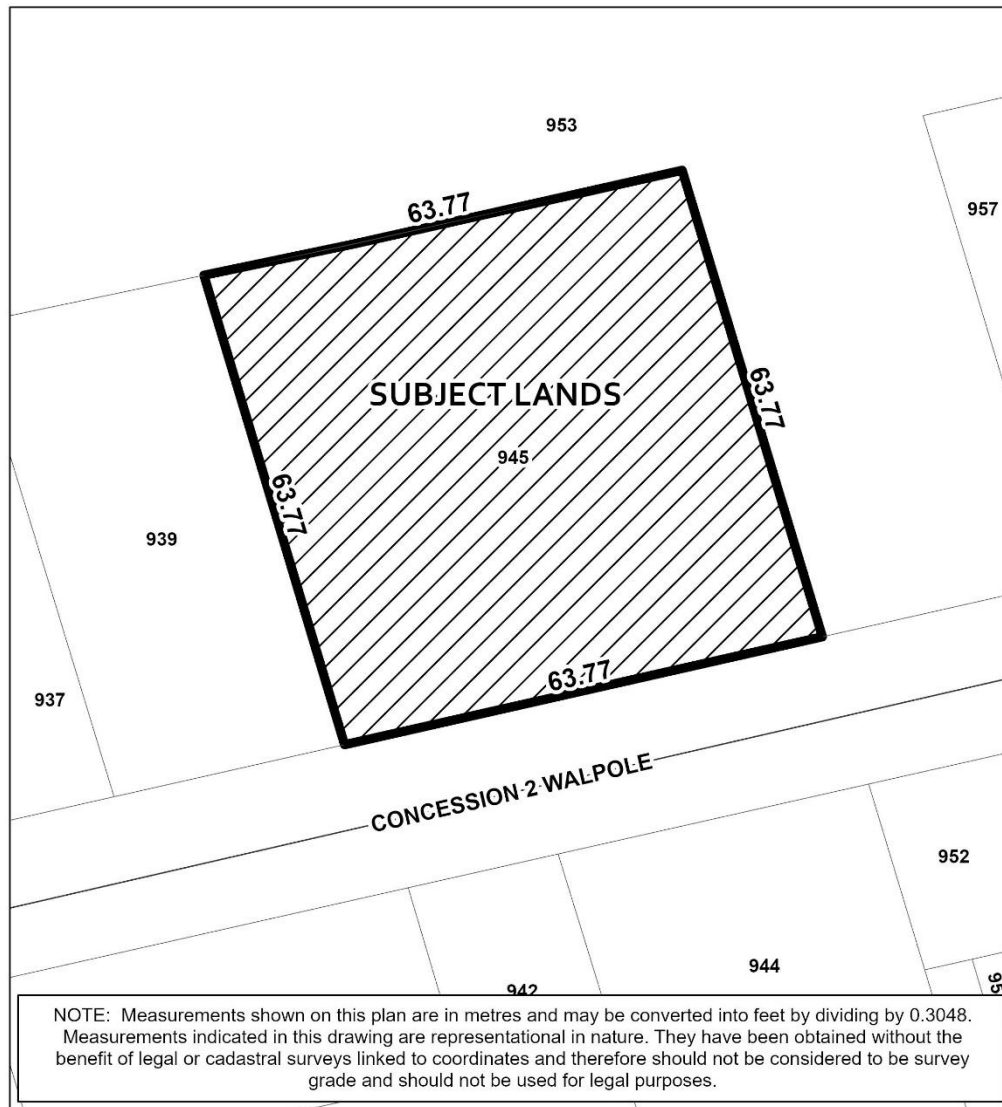 953
957
63.77
SUBJECT LANDS
63.77
945
63.77
939
63.77
937
CONCESSION 2 WALPOLE
952
944
942
NOTE: Measurements shown on this plan are in metres and may be converted into feet by dividing by 0.3048.
Measurements indicated in this drawing are representational in nature. They have been obtained without the
benefit of legal or cadastral surveys linked to coordinates and therefore should not be considered to be survey
grade and should not be used for legal purposes.